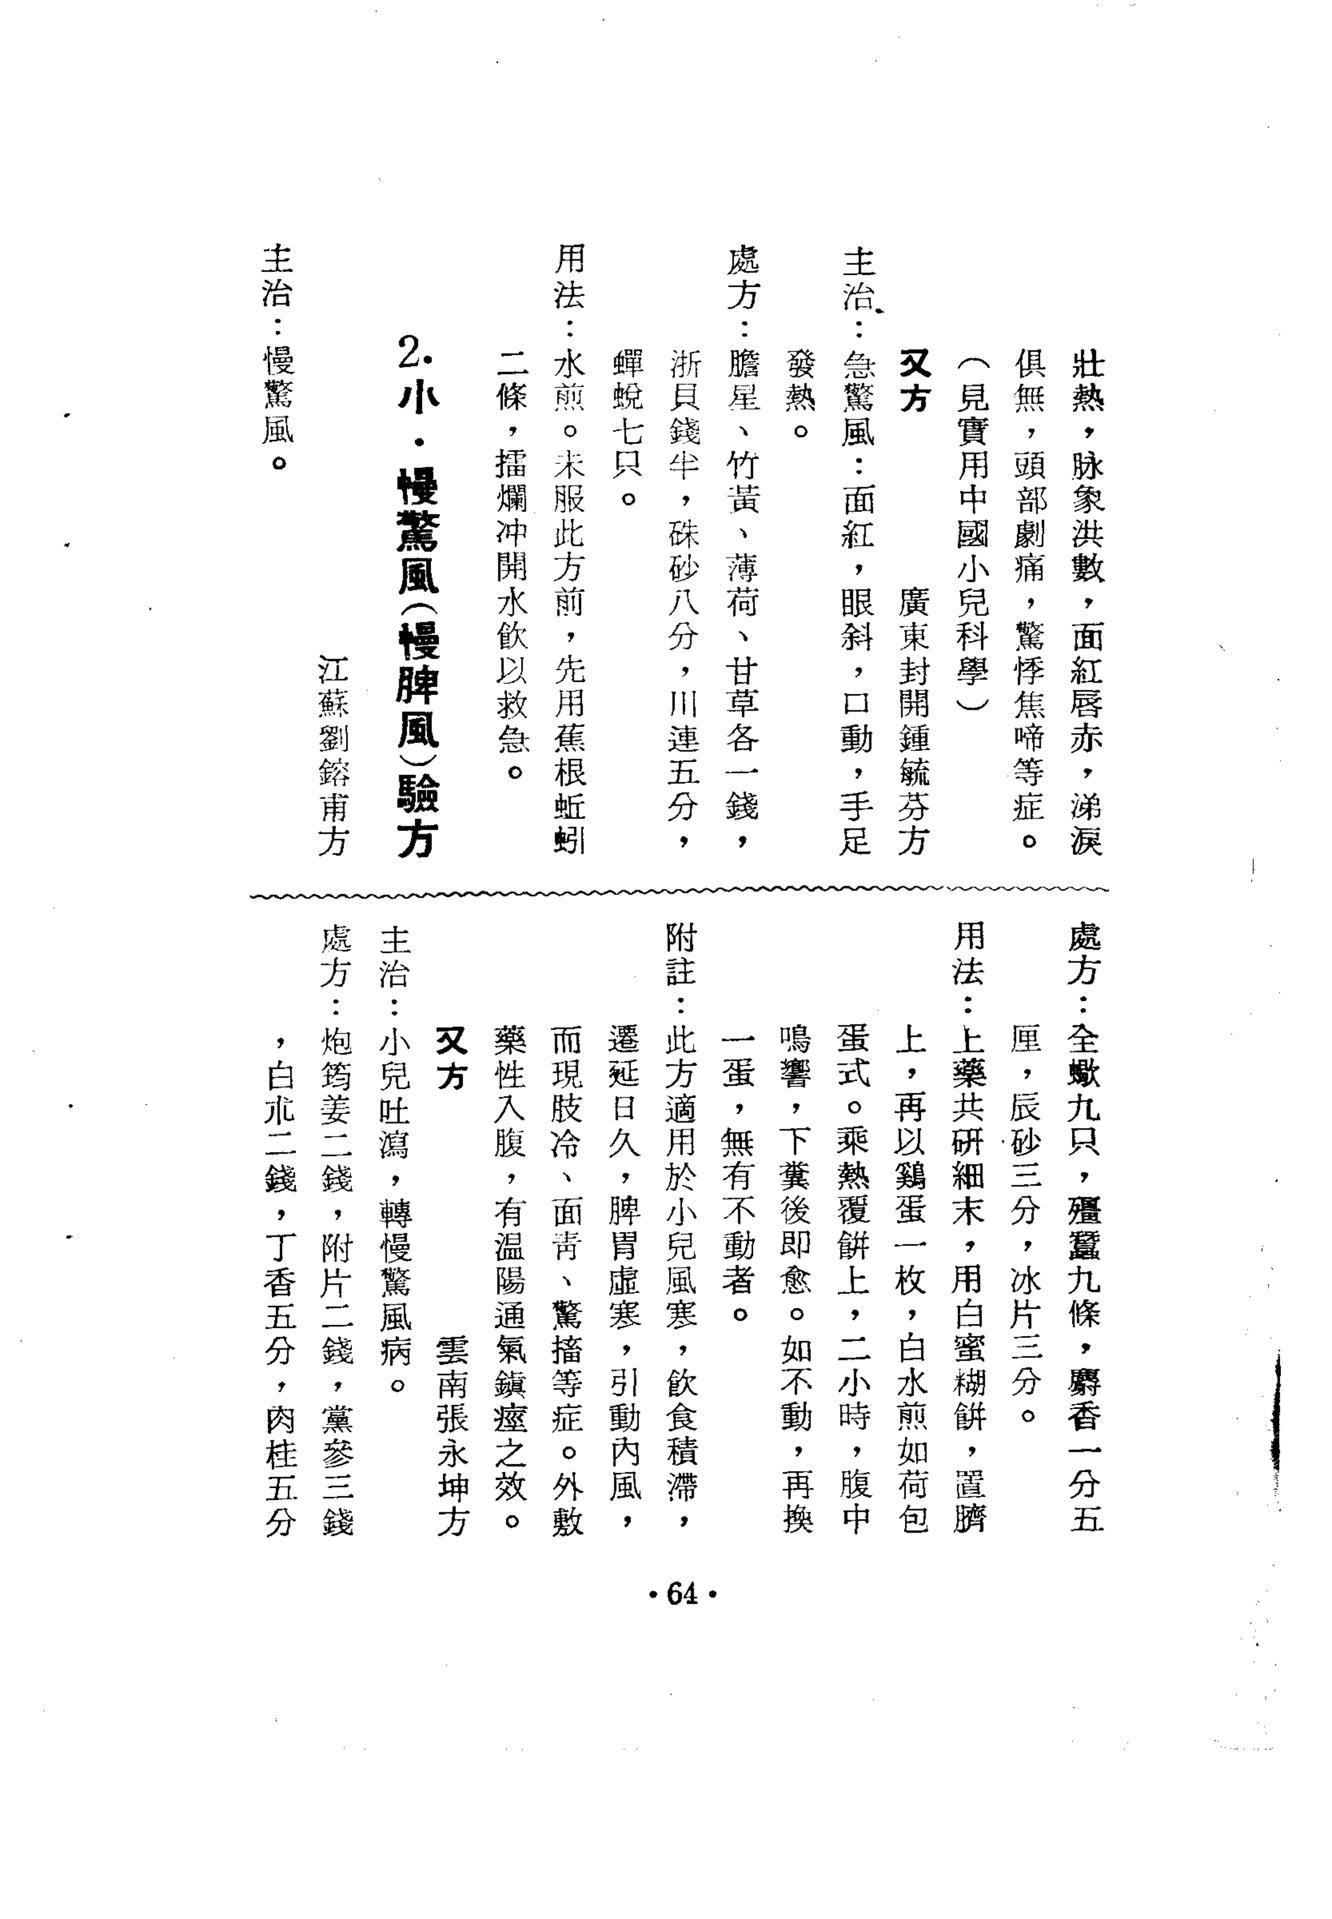 壯熱，脉象洪數，面紅唇赤，涕淚
俱無，頭部劇痛，驚悸焦啼等症。
（見實用中國小兒科學）
又方　廣東封開鍾毓芬方
主治：急驚風：面紅，眼斜，口動，手足
發熱。
處方：膽星、竹黃、薄荷、甘草各一錢，
浙貝錢半，硃砂八分，川連五分，
蟬蛻七只。
用法：水煎。未服此方前，先用蕉根蚯蚓
二條，擂爛冲開水飲以救急。
2.小·慢驚風（慢脾風）驗方
江蘇劉鎔甫方
主治：慢驚風。
處方：全蠍九只，殭蠶九條，麝香一分五
厘，辰砂三分，冰片三分。
用法：上藥共研細末，用白蜜糊餅，置臍
上，再以鷄蛋一枚，白水煎如荷包
蛋式。乘熱覆餅上，二小時，腹中
鳴響，下糞後即愈。如不動，再換
一蛋，無有不動者。
附註：此方適用於小兒風寒，飲食積滯，
遷延日久，脾胃虛寒，引動內風，
而現肢冷、面靑、驚搐等症。外敷
藥性入腹，有温陽通氣鎭痙之效。
又方　雲南張永坤方
主治：小兒吐瀉，轉慢驚風病。
處方：炮筠姜二錢，附片二錢，黨參三錢
，白朮二錢，丁香五分，肉桂五分
·64·